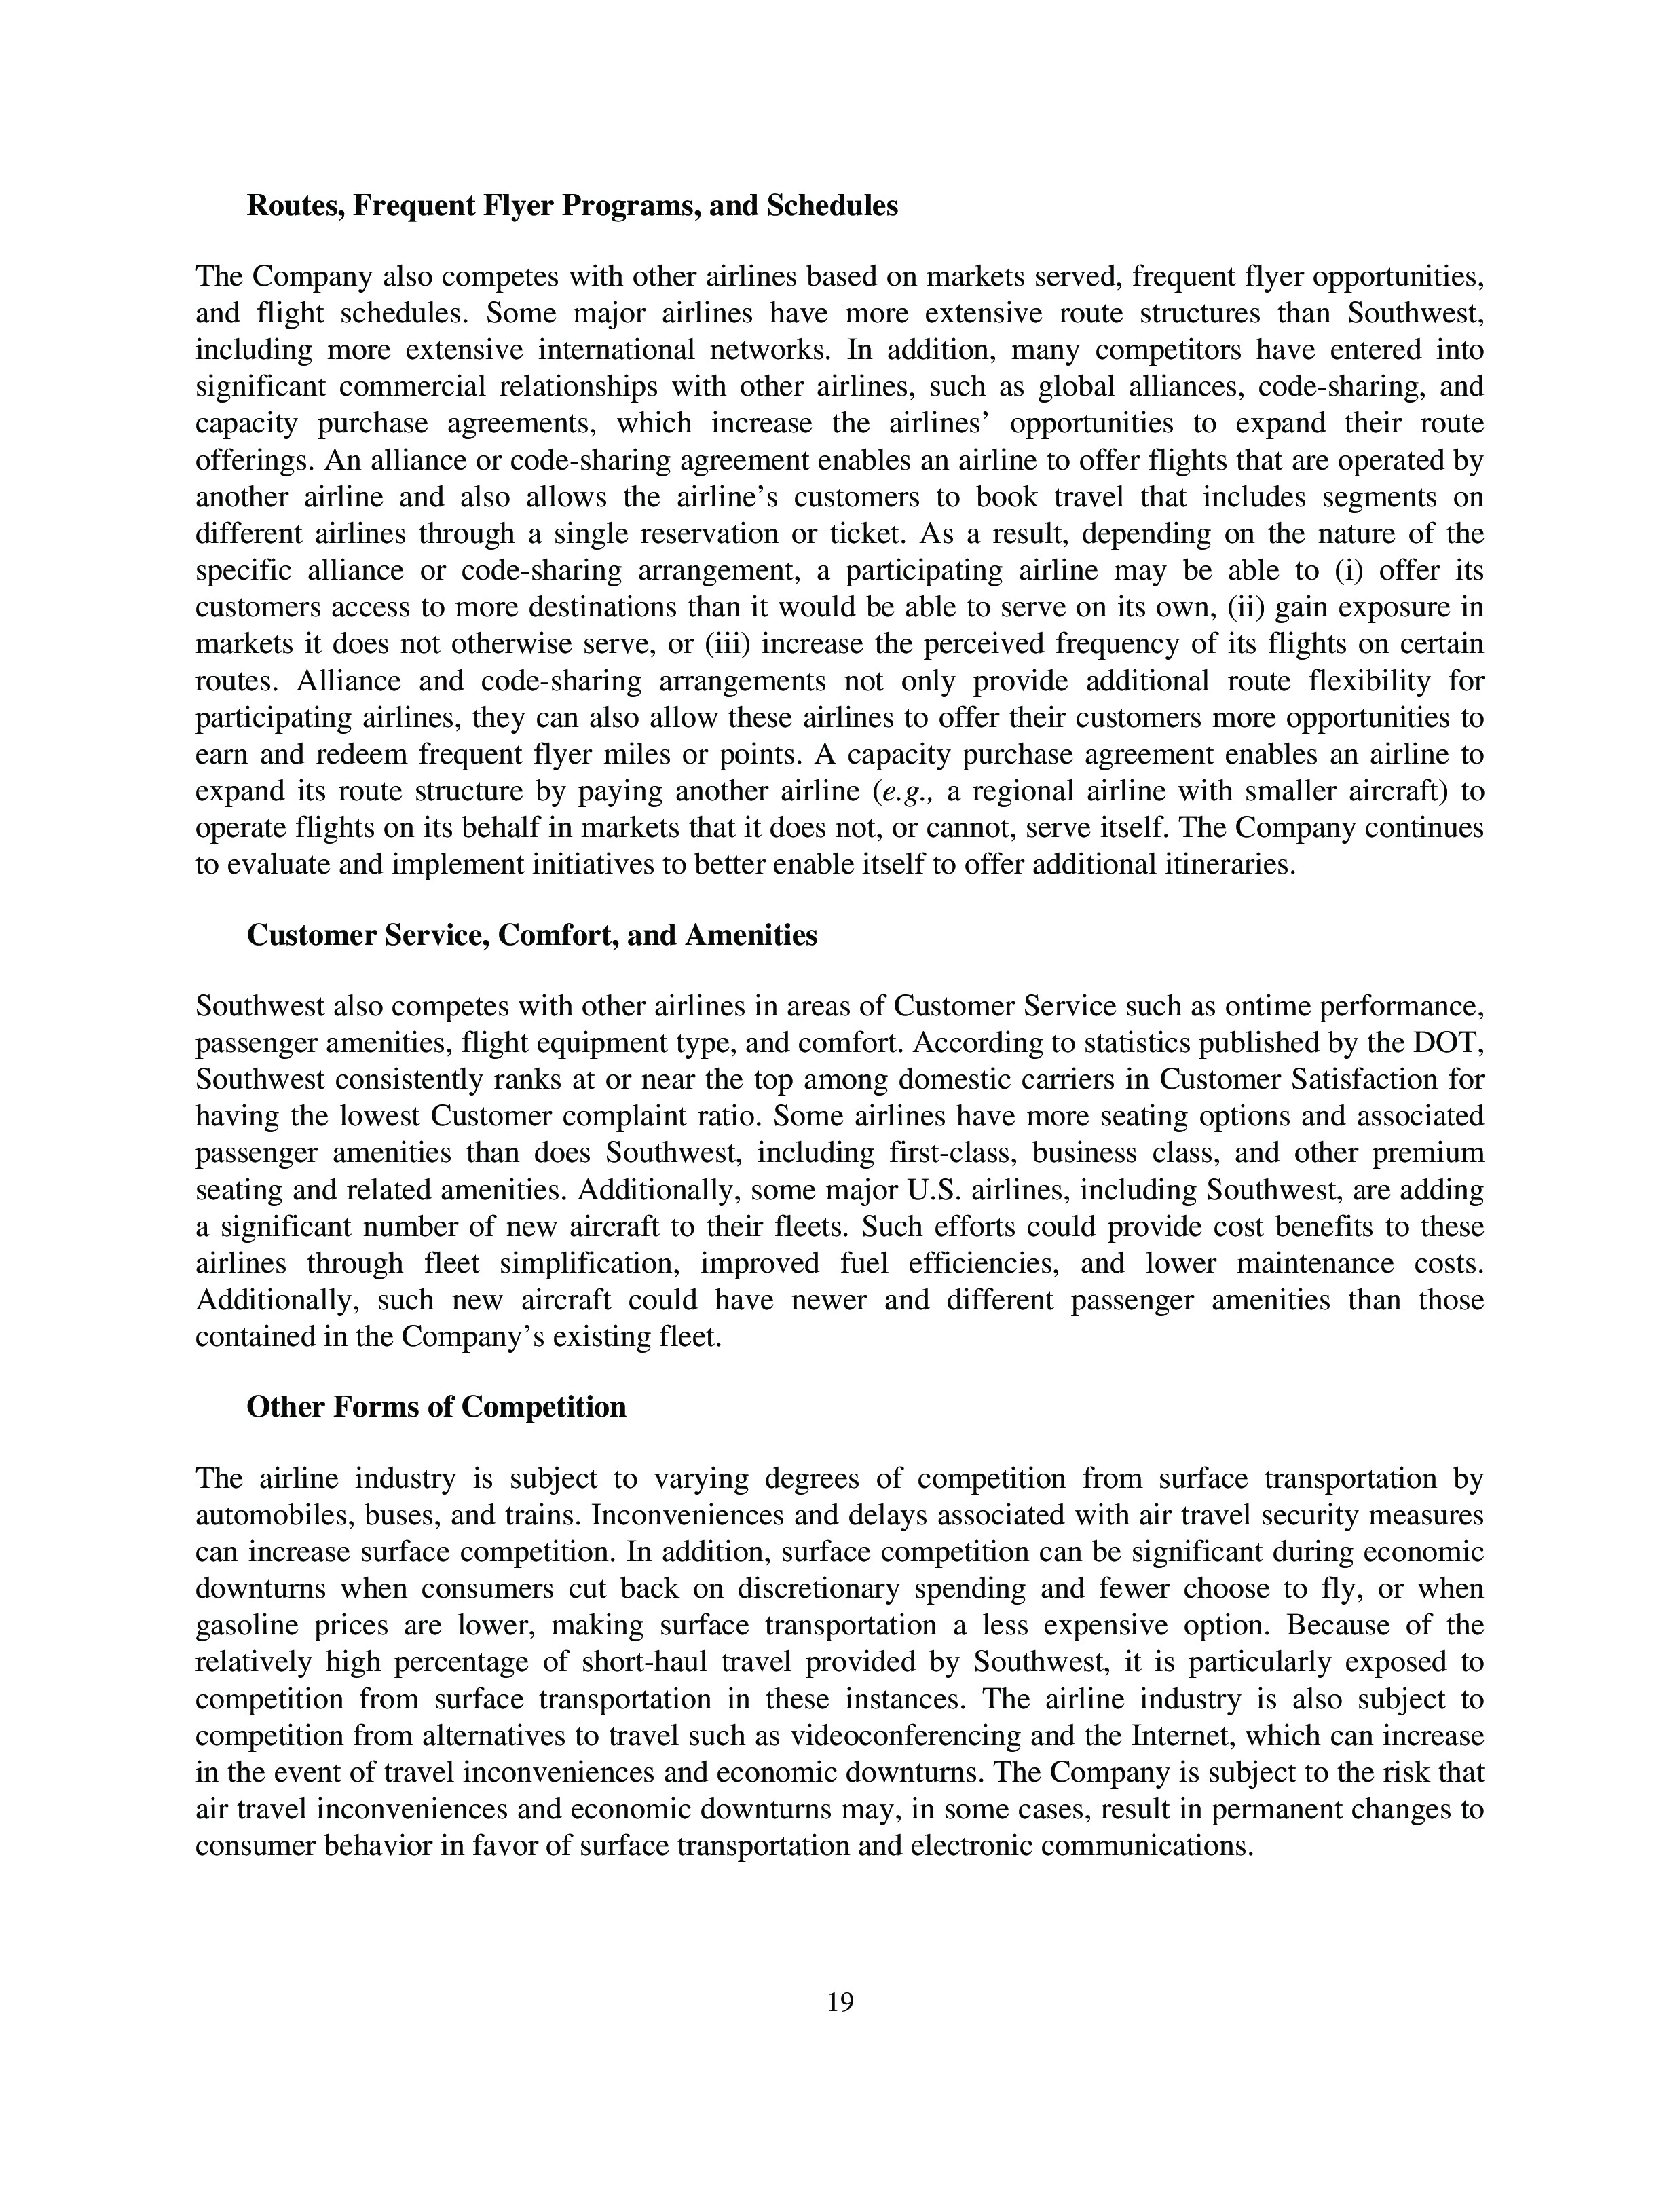 Routes, Frequent Flyer Programs, and Schedules
The Company also competes with other airlines based on markets served, frequent flyer opportunities,
and flight schedules. Some major airlines have more extensive route structures than Southwest,
including more extensive international networks. In addition, many competitors have entered into
significant commercial relationships with other airlines, such as global alliances, code-sharing, and
capacity purchase agreements, which increase the airlines’ opportunities to expand their route
offerings. An alliance or code-sharing agreement enables an airline to offer flights that are operated by
another airline and also allows the airline’s customers to book travel that includes segments on
different airlines through a single reservation or ticket. As a result, depending on the nature of the
specific alliance or code-sharing arrangement, a participating airline may be able to (i) offer its
customers access to more destinations than it would be able to serve on its own, (ii) gain exposure in
markets it does not otherwise serve, or (iii) increase the perceived frequency of its flights on certain
routes. Alliance and code-sharing arrangements not only provide additional route flexibility for
participating airlines, they can also allow these airlines to offer their customers more opportunities to
earn and redeem frequent flyer miles or points. A capacity purchase agreement enables an airline to
expand its route structure by paying another airline (e.g., a regional airline with smaller aircraft) to
operate flights on its behalf in markets that it does not, or cannot, serve itself. The Company continues
to evaluate and implement initiatives to better enable itself to offer additional itineraries.
Customer Service, Comfort, and Amenities
Southwest also competes with other airlines in areas of Customer Service such as ontime performance,
passenger amenities, flight equipment type, and comfort. According to statistics published by the DOT,
Southwest consistently ranks at or near the top among domestic carriers in Customer Satisfaction for
having the lowest Customer complaint ratio. Some airlines have more seating options and associated
passenger amenities than does Southwest, including first-class, business class, and other premium
seating and related amenities. Additionally, some major U.S. airlines, including Southwest, are adding
a significant number of new aircraft to their fleets. Such efforts could provide cost benefits to these
airlines through fleet simplification, improved fuel efficiencies, and lower maintenance costs.
Additionally, such new aircraft could have newer and different passenger amenities than those
contained in the Company’s existing fleet.
Other Forms of Competition
The airline industry is subject to varying degrees of competition from surface transportation by
automobiles, buses, and trains. Inconveniences and delays associated with air travel security measures
can increase surface competition. In addition, surface competition can be significant during economic
downturns when consumers cut back on discretionary spending and fewer choose to fly, or when
gasoline prices are lower, making surface transportation a less expensive option. Because of the
relatively high percentage of short-haul travel provided by Southwest, it is particularly exposed to
competition from surface transportation in these instances. The airline industry is also subject to
competition from alternatives to travel such as videoconferencing and the Internet, which can increase
in the event of travel inconveniences and economic downturns. The Company is subject to the risk that
air travel inconveniences and economic downturns may, in some cases, result in permanent changes to
consumer behavior in favor of surface transportation and electronic communications.
19